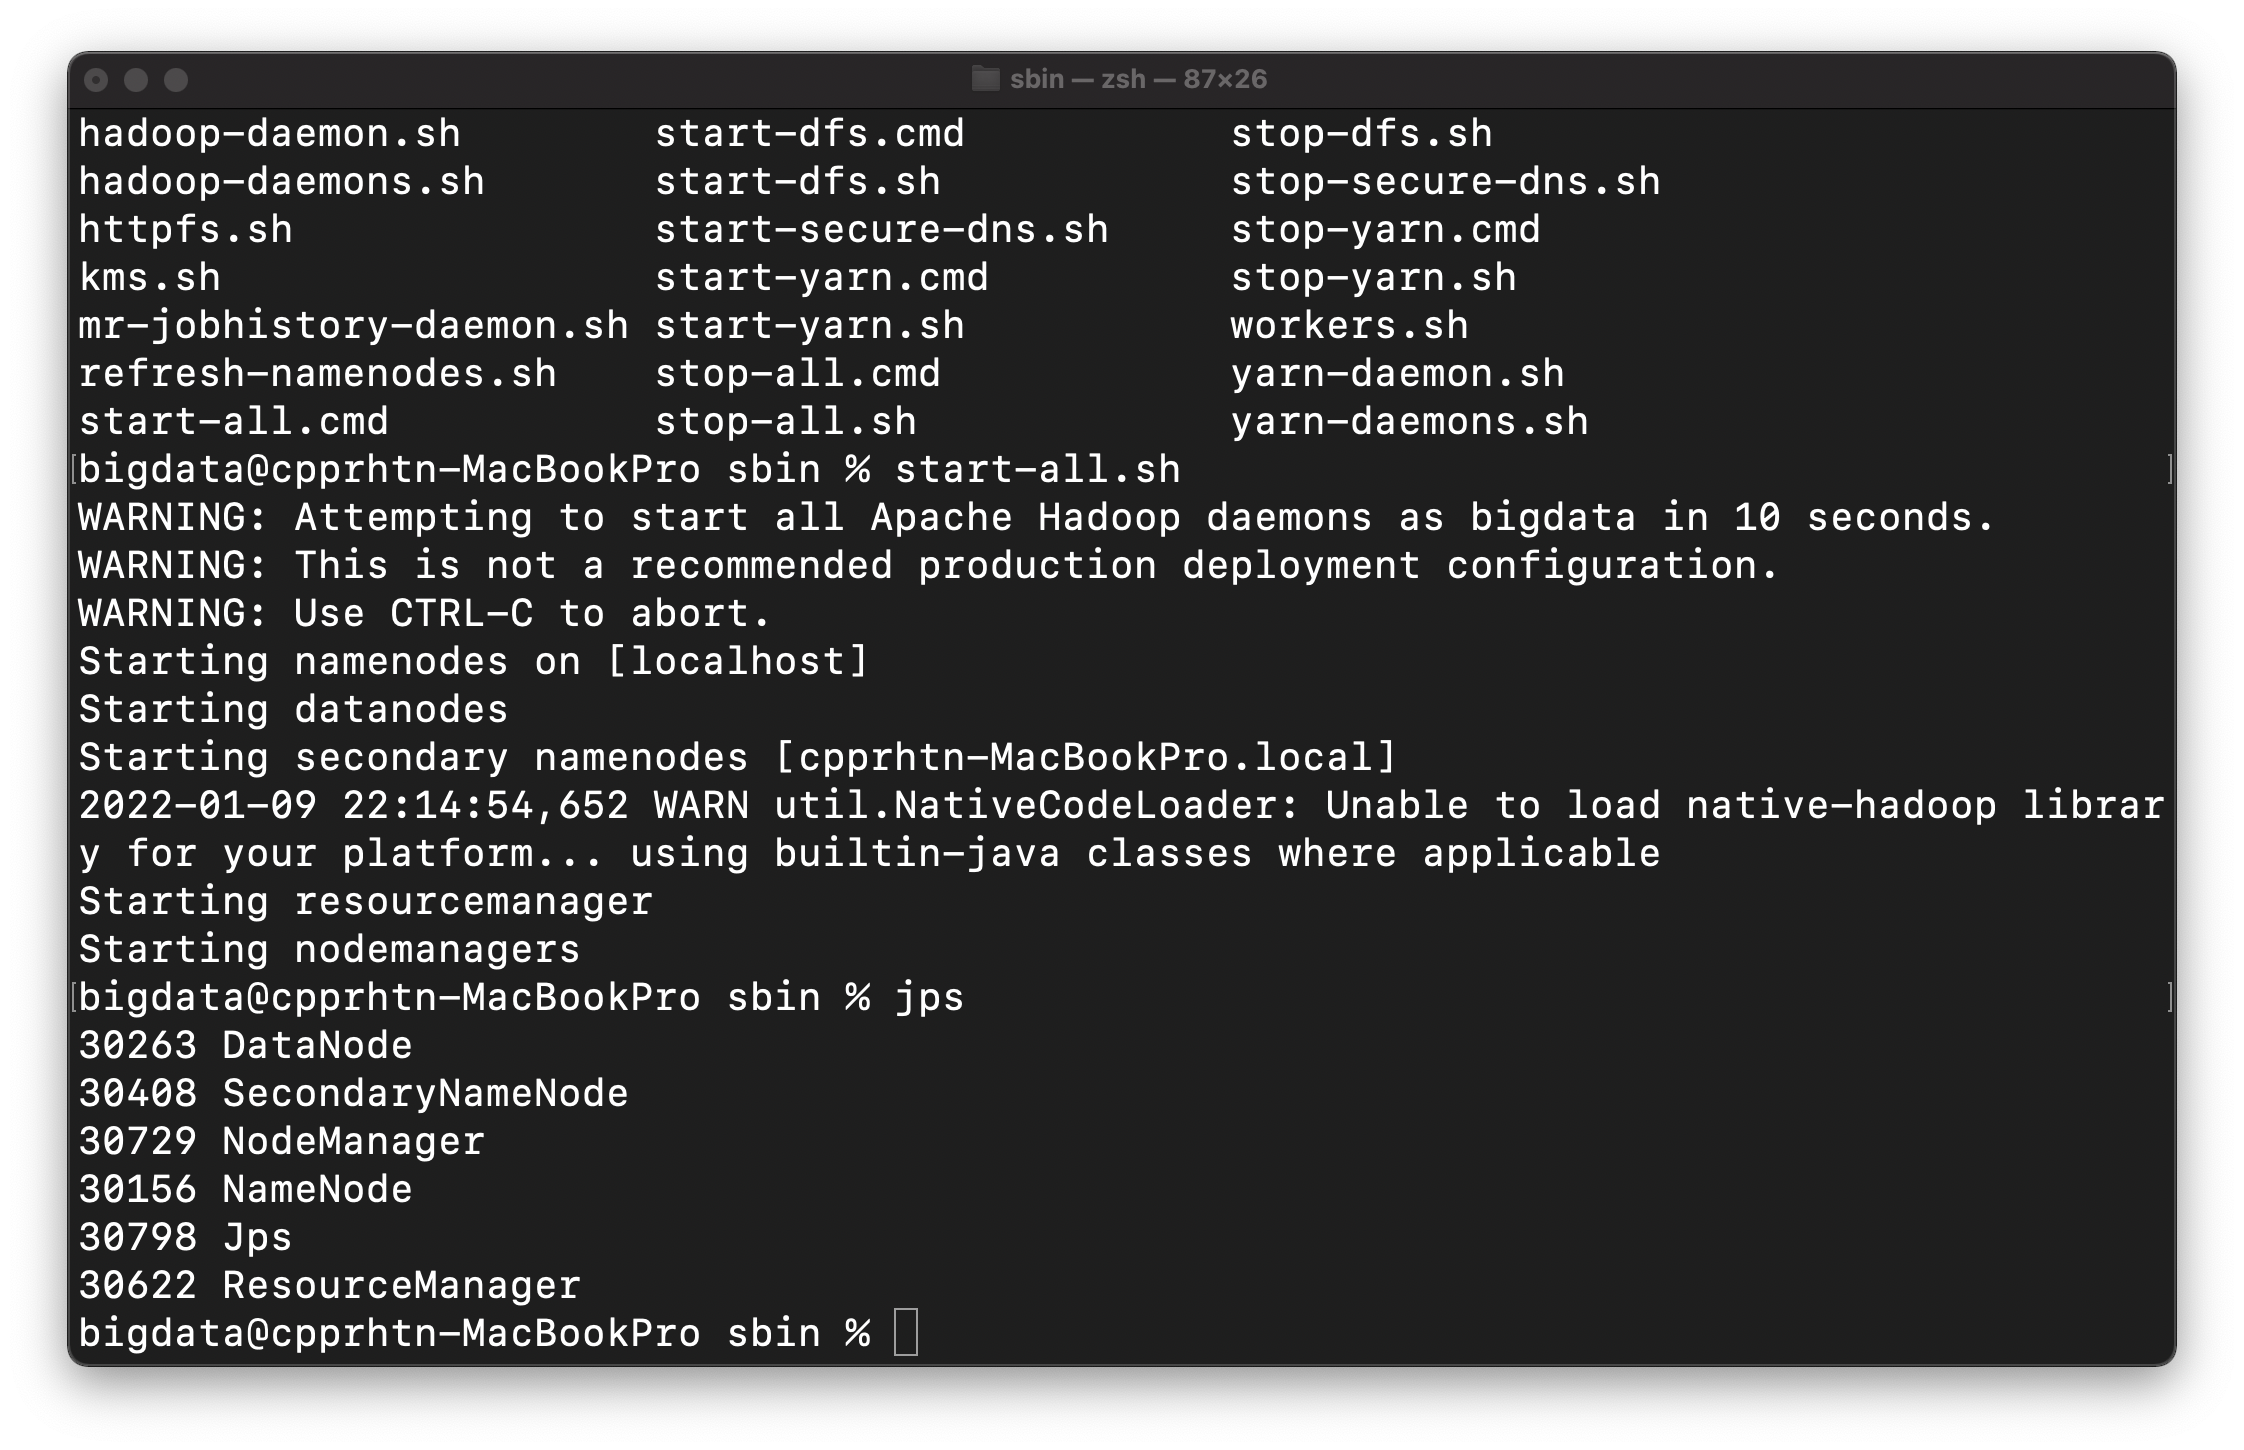 sbin — zsh — 87×26
hadoop-daemon.sh start-dfs.cmd stop-dfs.sh
hadoop-daemons.sh start-dfs.sh stop-secure-dns.sh
httpfs.sh start-secure-dns.sh stop-yarn.cmd
kms.sh start-yarn.cmd stop-yarn.sh
mr-jobhistory-daemon.sh start-yarn.sh workers.sh
refresh-namenodes.sh stop-all.cmd yarn-daemon.sh
start-all.cmd stop-all.sh yarn-daemons.sh
[bigdata@cpprhtn-MacBookPro sbin % start-all.sh ]
WARNING: Attempting to start all Apache Hadoop daemons as bigdata in 10 seconds.
WARNING: This is not a recommended production deployment configuration.
WARNING: Use CTRL-C to abort.
Starting namenodes on [localhost]
Starting datanodes
Starting secondary namenodes [cpprhtn-MacBookPro.local]
2022-01-09 22:14:54,652 WARN util.NativeCodeLoader: Unable to load native-hadoop librar
y for your platform... using builtin-java classes where applicable
Starting resourcemanager
Starting nodemanagers
[bigdata@cpprhtn-MacBookPro sbin % jps ]
30263 DataNode
30408 SecondaryNameNode
30729 NodeManager
30156 NameNode
30798 Jps
30622 ResourceManager
bigdata@cpprhtn-MacBookPro sbin %